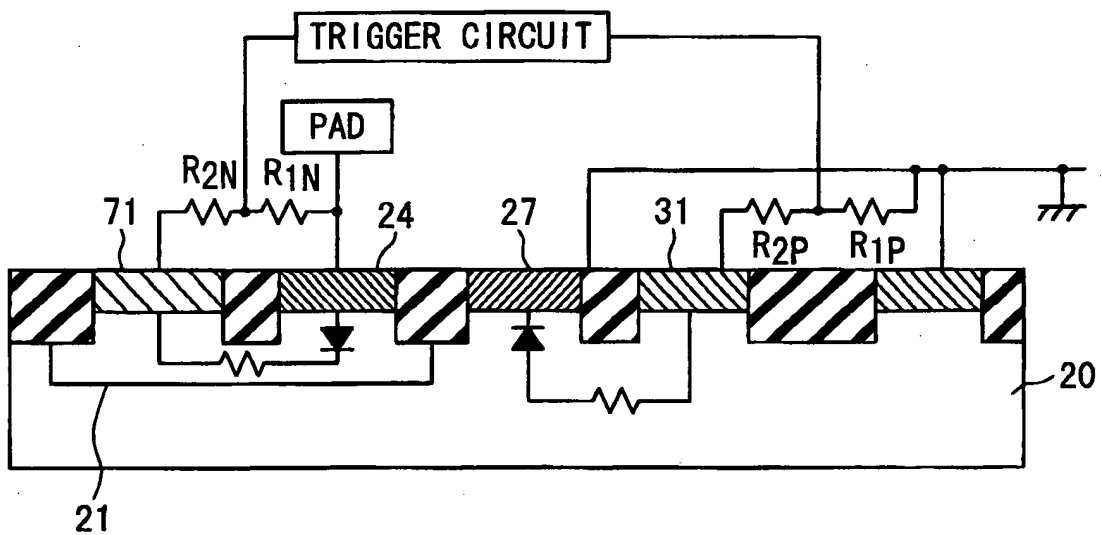 TRIGGER CIRCUIT
PAD
R2N R1N
71 24 27 31
R2P R1P
20
21